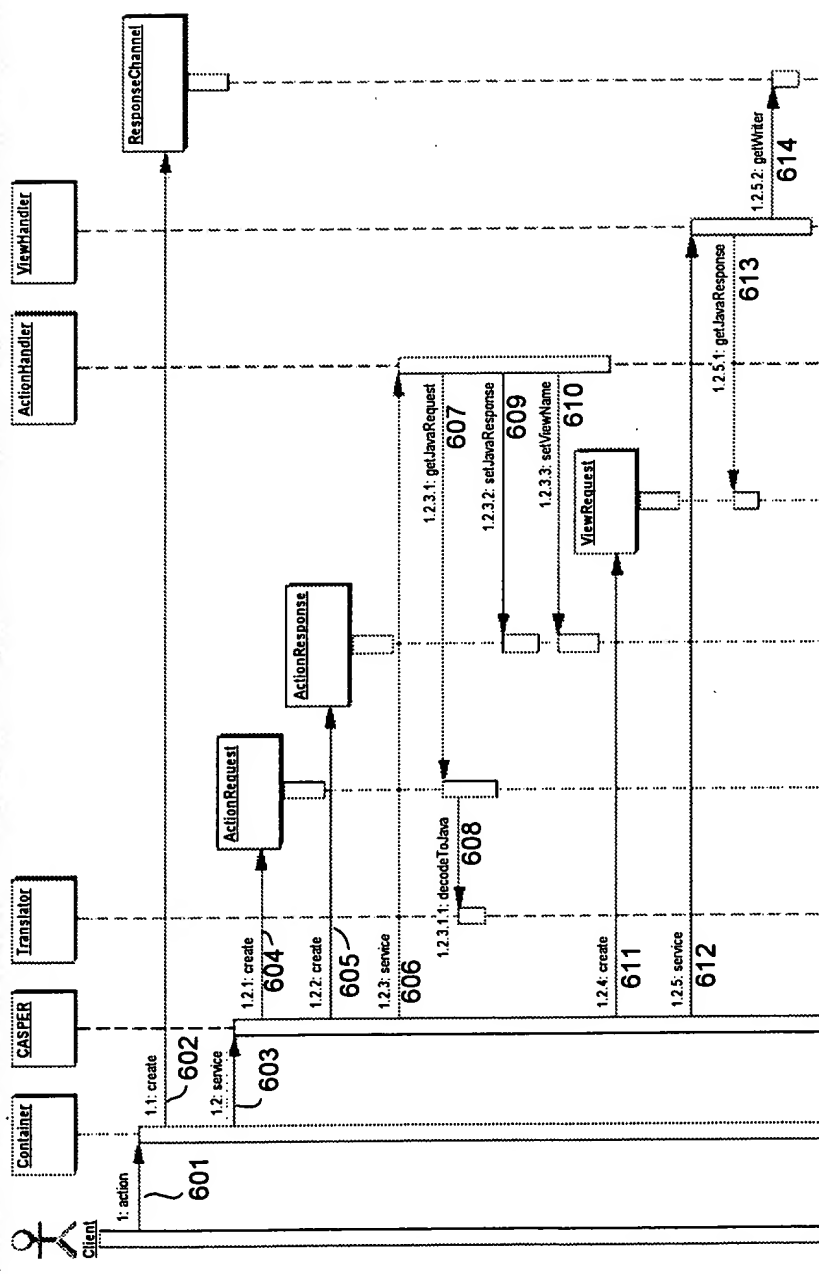 Client
Container
CASPER
Translator
ActionHandler
ViewHandler
1: action
601
1.1: create
602
ResponseChannel
1.2: service
603
1.2.1: create
604
ActionRequest
1.2.2: create
605
ActionResponse
1.2.3: service
606
1.2.3.1: getJavaRequest
607
1.2.3.1.1: decodeToJava
608
1.2.3.2: setJavaResponse
609
1.2.3.3: setViewName
610
1.2.4: create
611
ViewRequest
1.2.5: service
612
1.2.5.1: getJavaResponse
613
1.2.5.2: getWriter
614